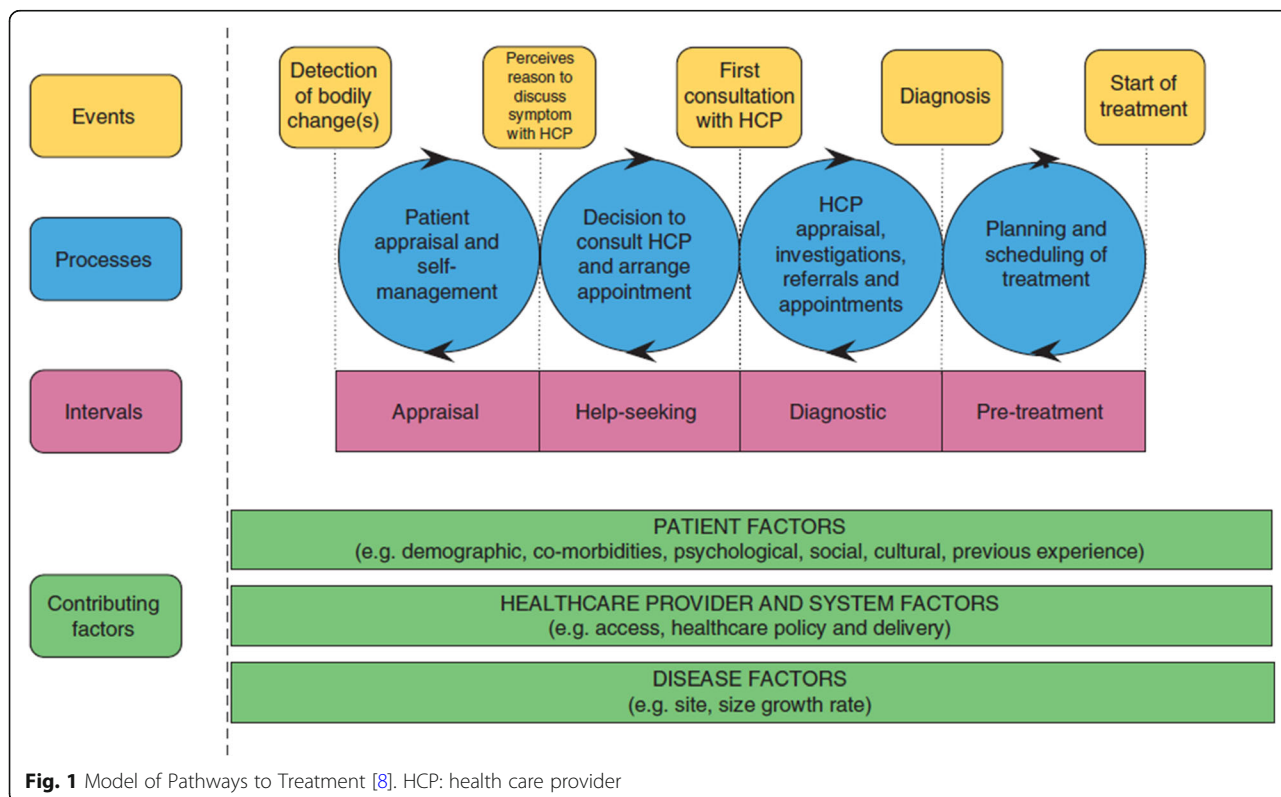 Events
Detection
of bodily
change(s)
Perceives
reason to
discuss
symptom
with HCP
First
consultation
with HCP
Diagnosis
Start of
treatment
Processes
Patient
appraisal and
self-
management
Decision to
consult HCP
and arrange
appointment
HCP
appraisal,
investigations,
referrals and
appointments
Planning and
scheduling of
treatment
Intervals
Appraisal
Help-seeking
Diagnostic
Pre-treatment
Contributing
factors
PATIENT FACTORS
(e.g. demographic, co-morbidities, psychological, social, cultural, previous experience)
HEALTHCARE PROVIDER AND SYSTEM FACTORS
(e.g. access, healthcare policy and delivery)
DISEASE FACTORS
(e.g. site, size growth rate)
Fig. 1 Model of Pathways to Treatment [8]. HCP: health care provider